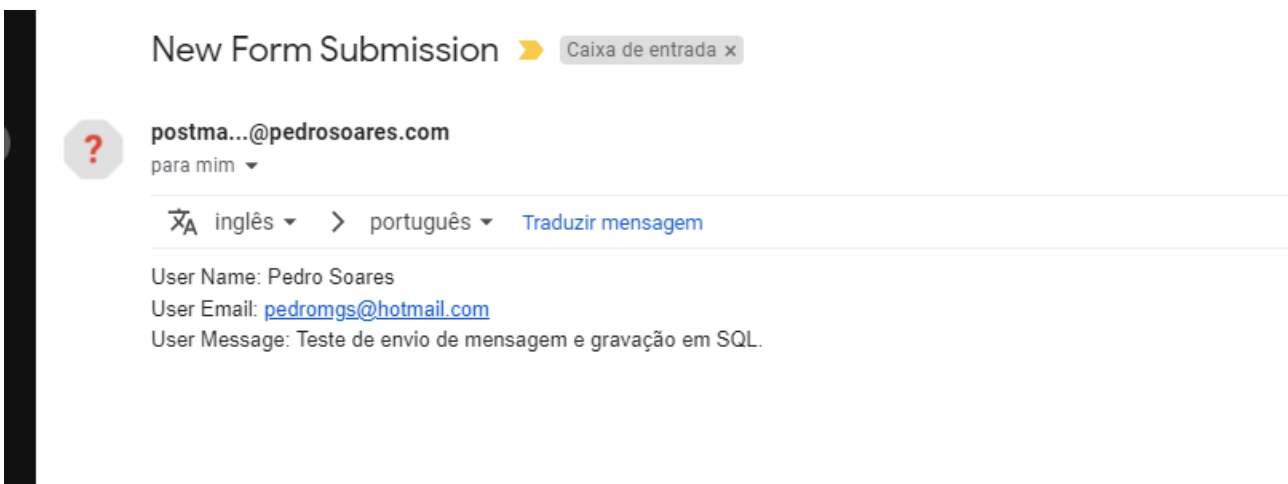 New Form Submission Caixa de entrada x
?
postma...@pedrosoares.com
para mim
inglês > português Traduzir mensagem
User Name: Pedro Soares
User Email: pedromgs@hotmail.com
User Message: Teste de envio de mensagem e gravação em SQL.